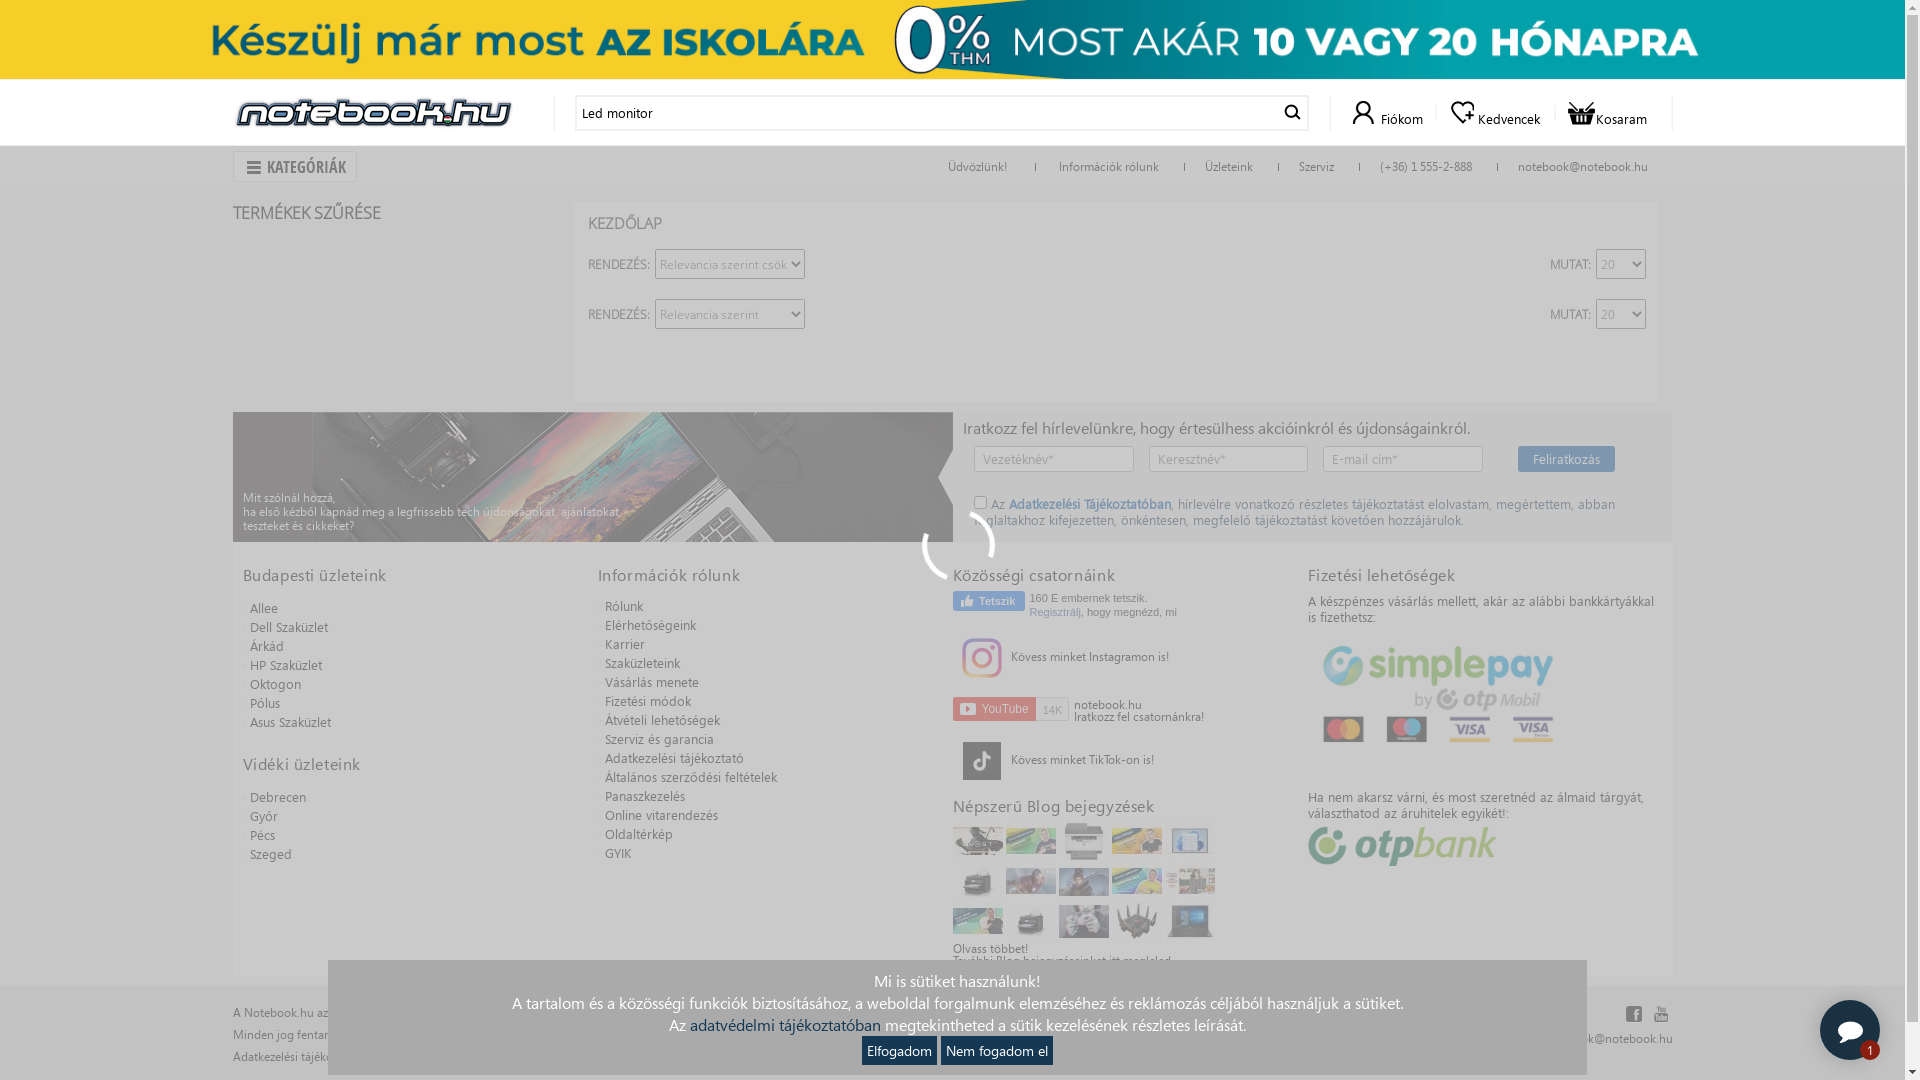 Készülj már most AZ ISKOLÁRA 0% THM MOST AKÁR 10 VAGY 20 HÓNAPRA
notebook.hu
Led monitor
Fiókom
Kedvencek
Kosaram
KATEGÓRIÁK
Üdvözlünk!
Információk rólunk
Üzleteink
Szerviz
(+36) 1 555-2-888
notebook@notebook.hu
TERMÉKEK SZŰRÉSE
KEZDŐLAP
RENDEZÉS: Relevancia szerint csök
MUTAT: 20
RENDEZÉS: Relevancia szerint
MUTAT: 20
Mit szólnál hozzá,
ha első kézből kapnád meg a legfrissebb tech újdonságokat, ajánlatokat,
teszteket és cikkeket?
Iratkozz fel hírlevelünkre, hogy értesülhess akcióinkról és újdonságainkról.
Vezetéknév*
Keresztnév*
E-mail cím*
Feliratkozás
Az Adatkezelési Tájékoztatóban, hírlevélre vonatkozó részletes tájékoztatást elolvastam, megértettem, abban
foglaltakhoz kifejezetten, önkéntesen, megfelelő tájékoztatást követően hozzájárulok.
Budapesti üzleteink
Allee
Dell Szaküzlet
Árkád
HP Szaküzlet
Oktogon
Pólus
Asus Szaküzlet
Vidéki üzleteink
Debrecen
Győr
Pécs
Szeged
Információk rólunk
Rólunk
Elérhetőségeink
Karrier
Szaküzleteink
Vásárlás menete
Fizetési módok
Átvételi lehetőségek
Szerviz és garancia
Adatkezelési tájékoztató
Általános szerződési feltételek
Panaszkezelés
Online vitarendezés
Oldaltérkép
GYIK
Közösségi csatornáink
Tetszik
160 E embernek tetszik.
Regisztrálj, hogy megnézd, mi
Kövess minket Instagramon is!
YouTube 14K
notebook.hu
Iratkozz fel csatornánkra!
Kövess minket TikTok-on is!
Népszerű Blog bejegyzések
Olvass többet!
További Blog bejegyzéseinket itt megleled
Fizetési lehetőségek
A készpénzes vásárlás mellett, akár az alábbi bankkártyákkal
is fizethetsz:
simplepay
by otp Mobil
VISA
VISA
Ha nem akarsz várni, és most szeretnéd az álmaid tárgyát,
választhatod az áruhitelek egyikét!:
otpbank
A Notebook.hu az
Minden jog fentar
Adatkezelési tájéko
ok@notebook.hu
Mi is sütiket használunk!
A tartalom és a közösségi funkciók biztosításához, a weboldal forgalmunk elemzéséhez és reklámozás céljából használjuk a sütiket.
Az adatvédelmi tájékoztatóban megtekintheted a sütik kezelésének részletes leírását.
Elfogadom
Nem fogadom el
1